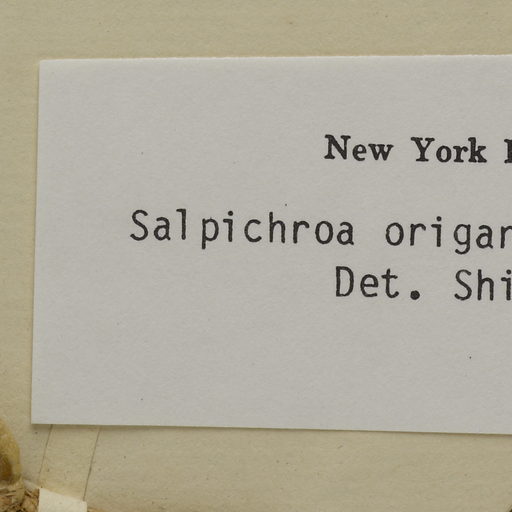 New York
Salpichroa origan
Det. Shi